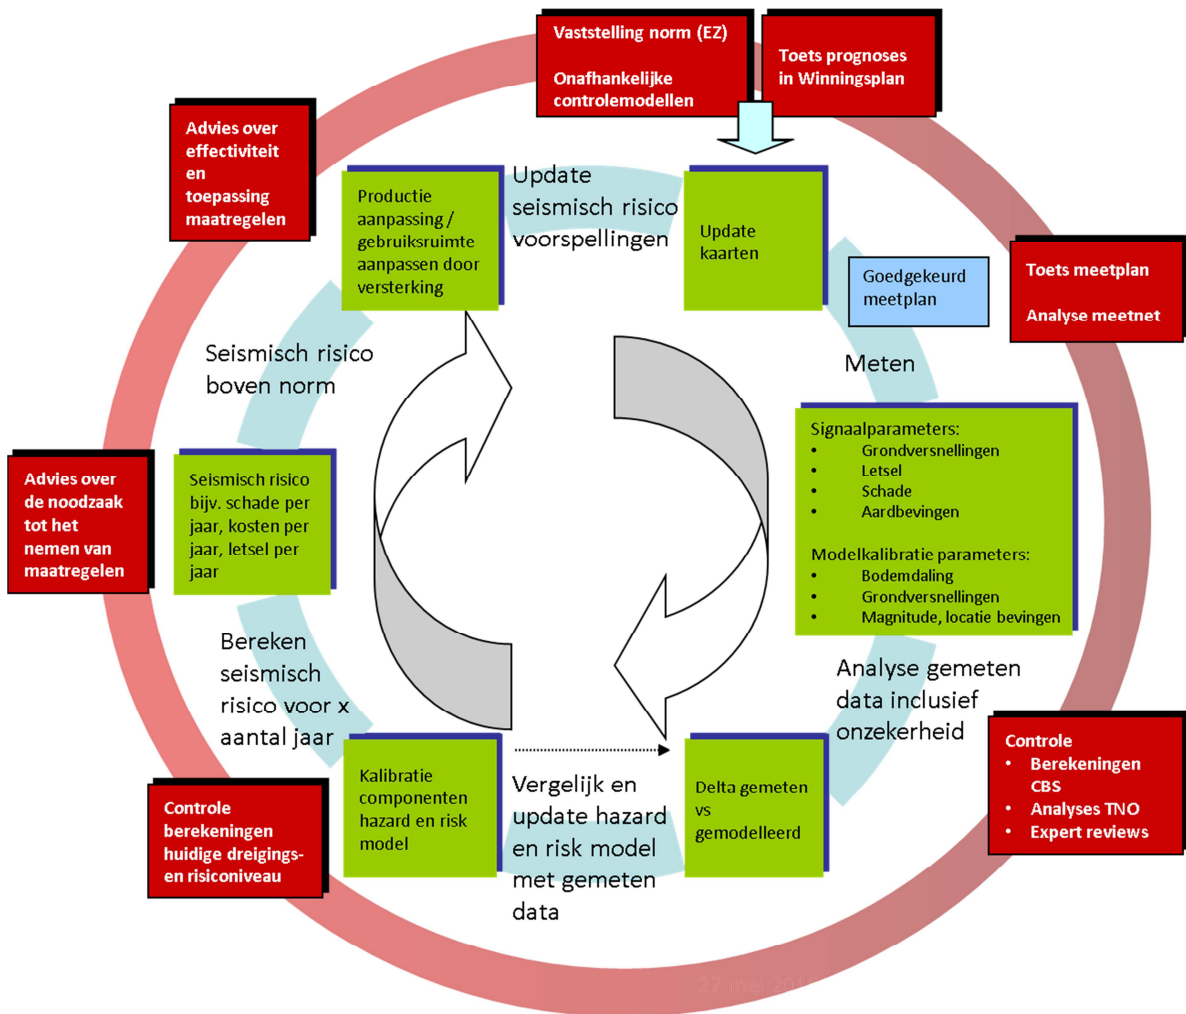 Vaststelling norm (EZ)
Onafhankelijke
controlemodellen
Toets prognoses
in Winningsplan
Advies over
effectiviteit
en
toepassing
maatregelen
Productie
aanpassing /
gebruiksruimte
aanpassen door
versterking
Update
seismisch risico
voorspellingen
Update
kaarten
Goedgekeurd
meetplan
Toets meetplan
Analyse meetnet
Meten
Seismisch risico
boven norm
Signaalparameters:
• Grondversnellingen
• Letsel
• Schade
• Aardbevingen
Modelkalibratie parameters:
• Bodemdaling
• Grondversnellingen
• Magnitude, locatie bevingen
Advies over
de noodzaak
tot het
nemen van
maatregelen
Seismisch risico
bijv. schade per
jaar, kosten per
jaar, letsel per
jaar
Bereken
seismisch
risico voor x
aantal jaar
Analyse gemeten
data inclusief
onzekerheid
Controle
• Berekeningen
CBS
• Analyses TNO
• Expert reviews
Kalibratie
componenten
hazard en risk
model
Vergelijk en
update hazard
en risk model
met gemeten
data
Delta gemeten
vs
gemodelleerd
Controle
berekeningen
huidige dreigings-
en risiconiveau
27 mei